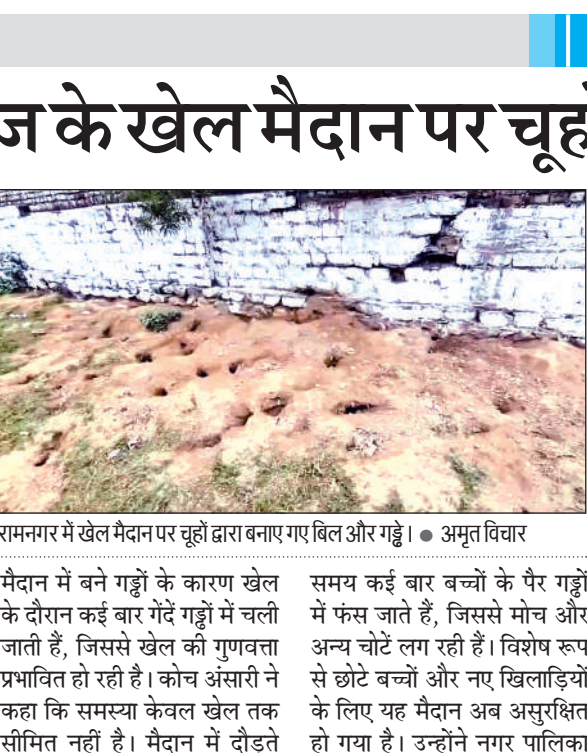 ज के खेल मैदान पर चूहों
रामनगर में खेल मैदान पर चूहों द्वारा बनाए गए बिल और गड्ढे। ● अमृत विचार
मैदान में बने गड्ढों के कारण खेल
के दौरान कई बार गेंदें गड्ढों में चली
जाती हैं, जिससे खेल की गुणवत्ता
प्रभावित हो रही है। कोच अंसारी ने
कहा कि समस्या केवल खेल तक
सीमित नहीं है। मैदान में दौड़ते
समय कई बार बच्चों के पैर गड्ढों
में फंस जाते हैं, जिससे मोच और
अन्य चोटें लग रही हैं। विशेष रूप
से छोटे बच्चों और नए खिलाड़ियों
के लिए यह मैदान अब असुरक्षित
हो गया है। उन्होंने नगर पालिका